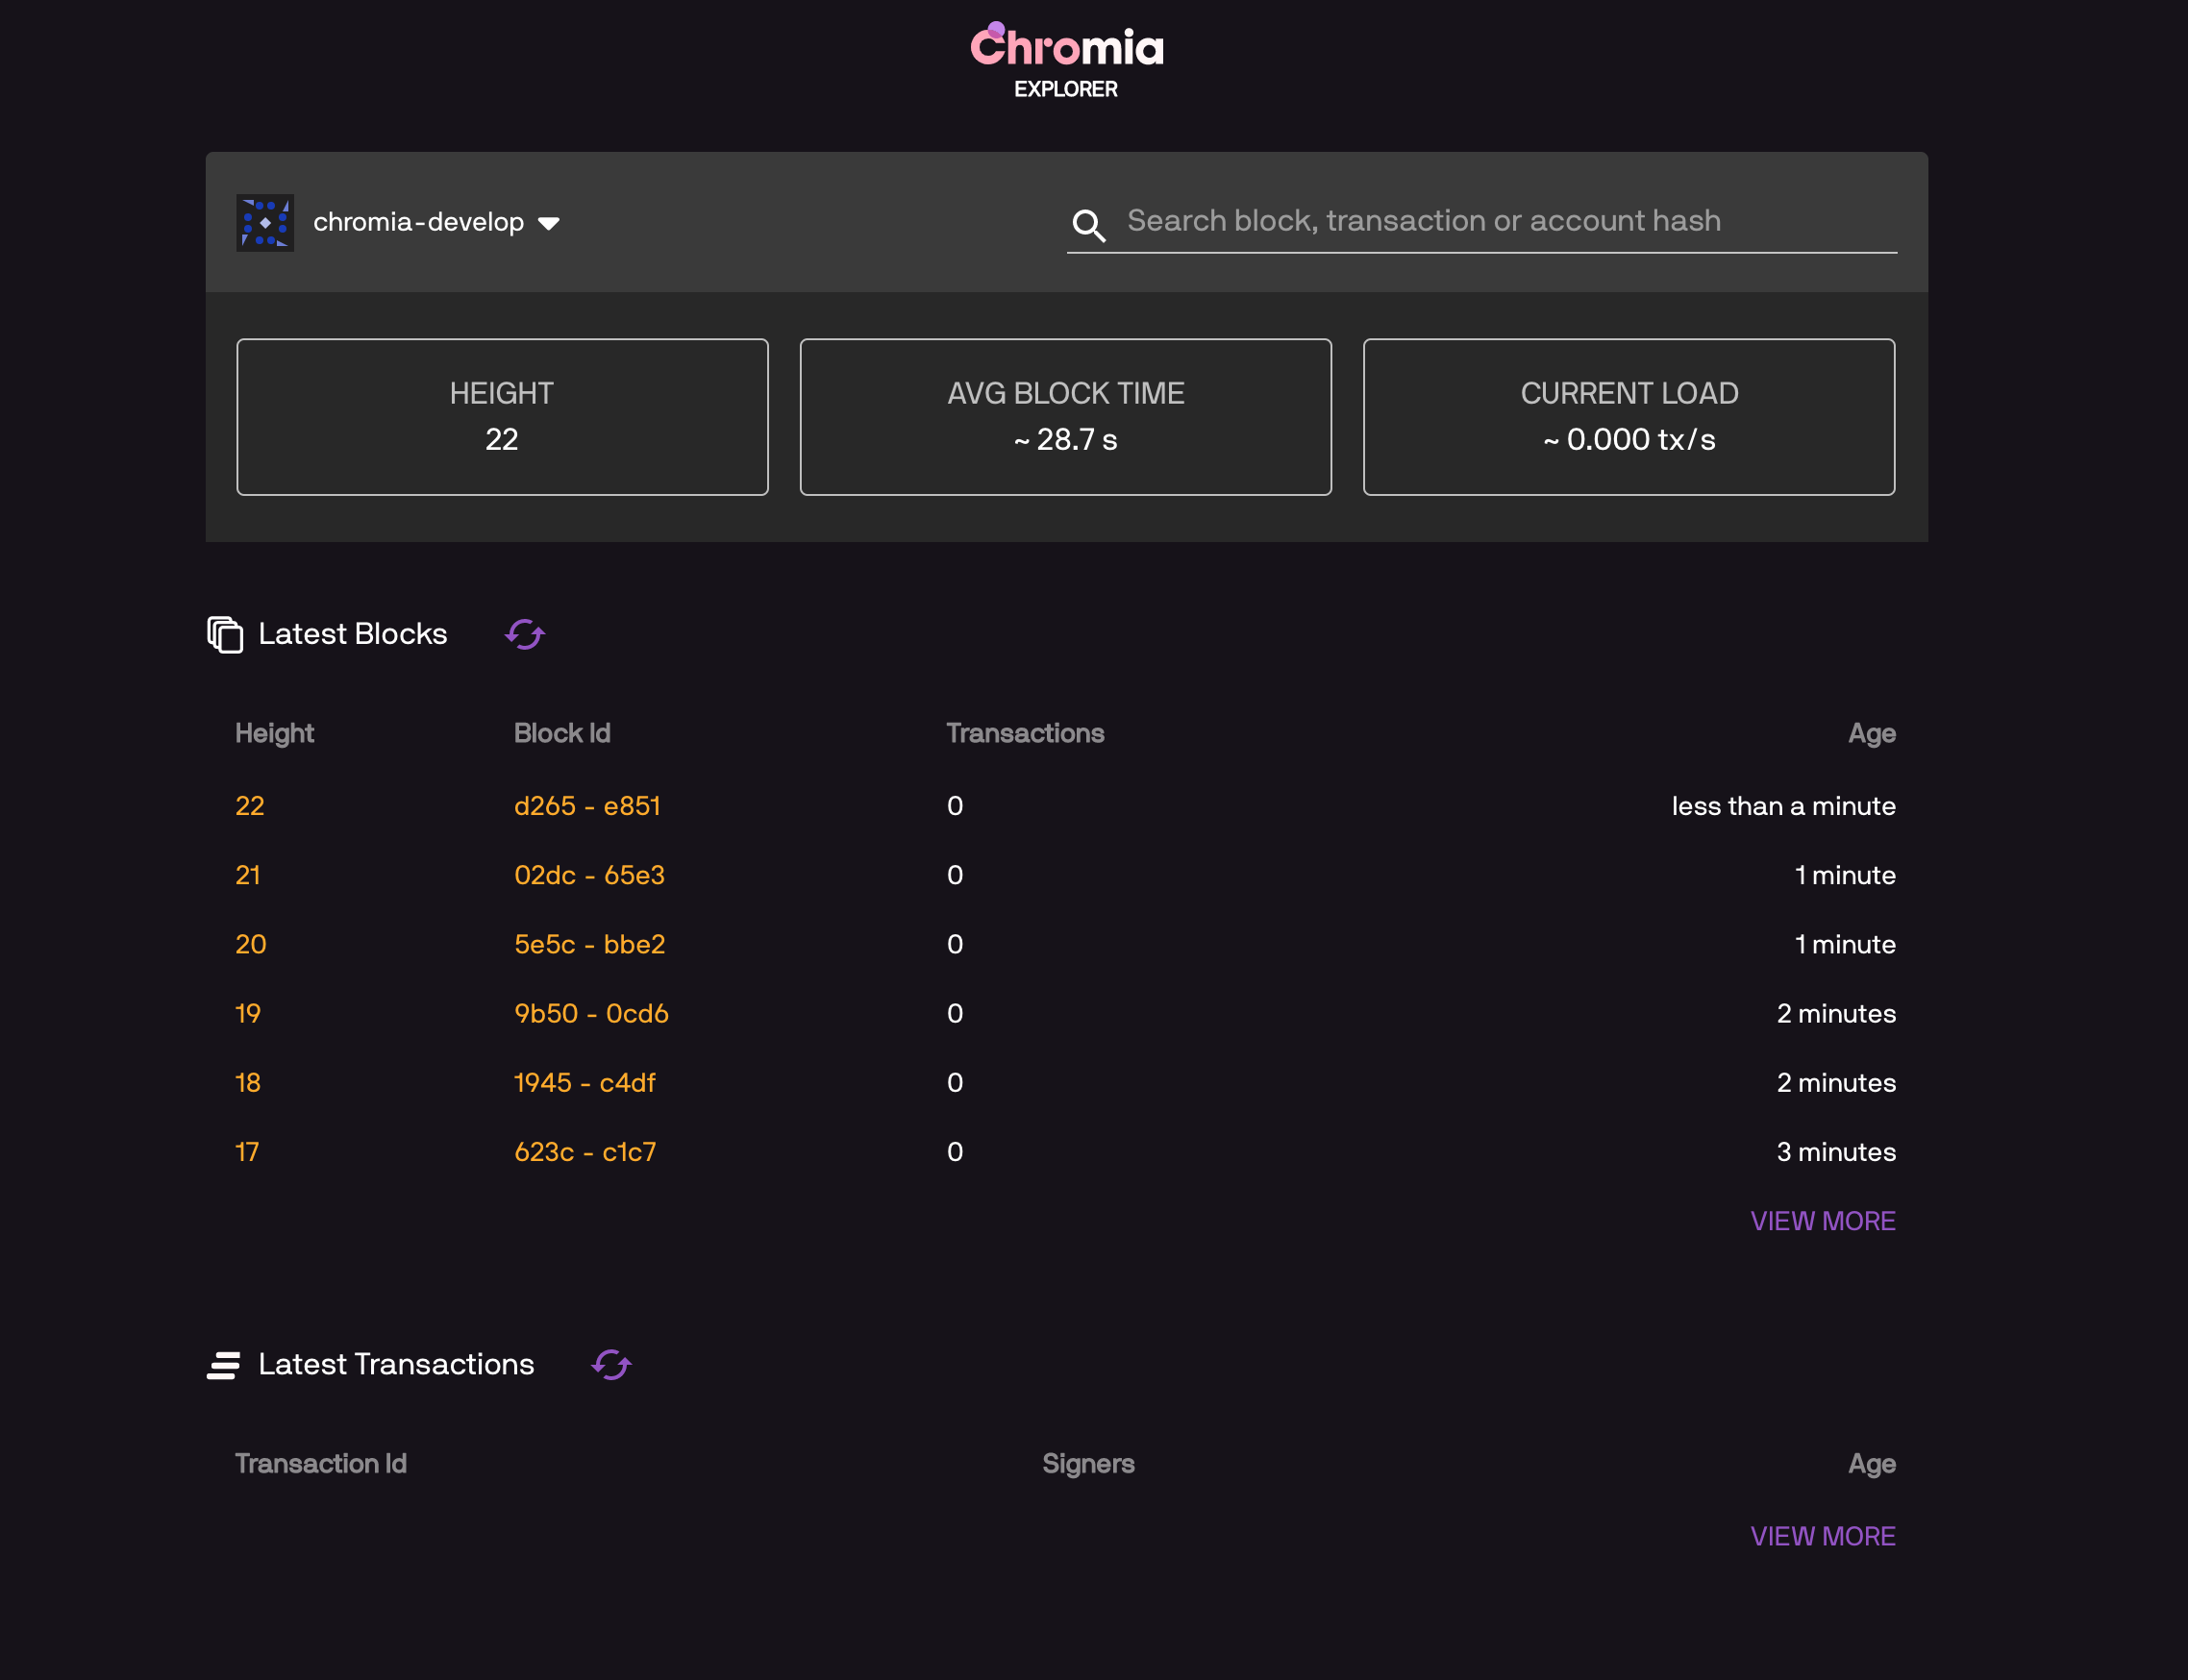 Chromia
EXPLORER
chromia-develop
Search block, transaction or account hash
HEIGHT
22
AVG BLOCK TIME
~ 28.7 s
CURRENT LOAD
~ 0.000 tx/s
Latest Blocks
Height Block Id Transactions Age
22 d265 - e851 0 less than a minute
21 02dc - 65e3 0 1 minute
20 5e5c - bbe2 0 1 minute
19 9b50 - 0cd6 0 2 minutes
18 1945 - c4df 0 2 minutes
17 623c - c1c7 0 3 minutes
VIEW MORE
Latest Transactions
Transaction Id Signers Age
VIEW MORE